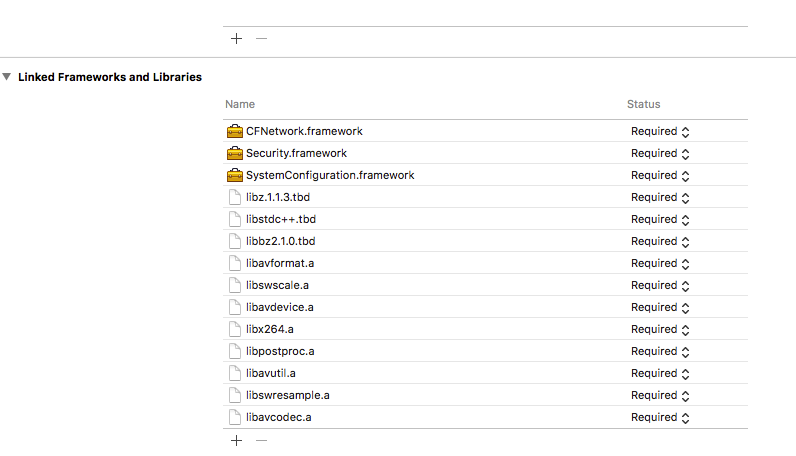 Linked Frameworks and Libraries
Name Status
CFNetwork.framework Required
Security.framework Required
SystemConfiguration.framework Required
libz.1.1.3.tbd Required
libstdc++.tbd Required
libbz2.1.0.tbd Required
libavformat.a Required
libswscale.a Required
libavdevice.a Required
libx264.a Required
libpostproc.a Required
libavutil.a Required
libswresample.a Required
libavcodec.a Required